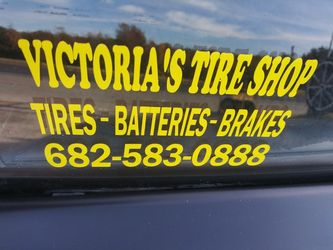 VICTORIA'S TIRE SHOP
TIRES - BATTERIES - BRAKES
682-583-0888